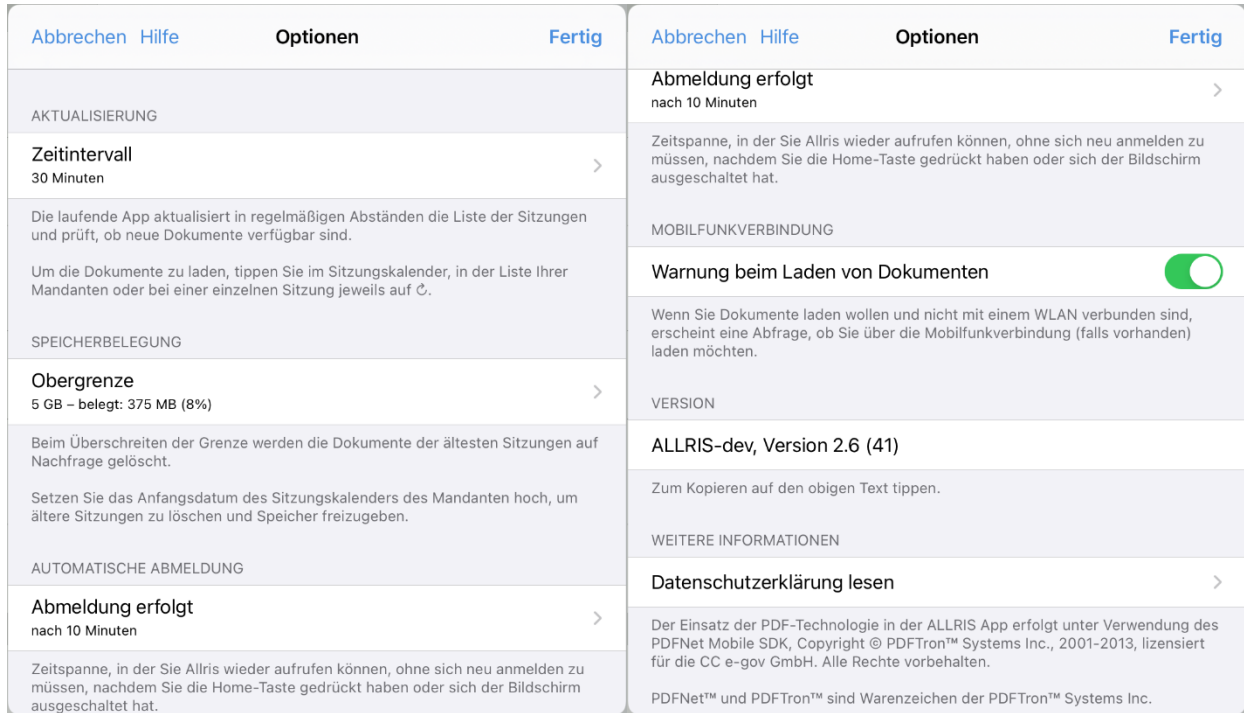 Abbrechen Hilfe Optionen Fertig
AKTUALISIERUNG
Zeitintervall
30 Minuten
Die laufende App aktualisiert in regelmäßigen Abständen die Liste der Sitzungen
und prüft, ob neue Dokumente verfügbar sind.
Um die Dokumente zu laden, tippen Sie im Sitzungskalender, in der Liste Ihrer
Mandanten oder bei einer einzelnen Sitzung jeweils auf ↻.
SPEICHERBELEGUNG
Obergrenze
5 GB – belegt: 375 MB (8%)
Beim Überschreiten der Grenze werden die Dokumente der ältesten Sitzungen auf
Nachfrage gelöscht.
Setzen Sie das Anfangsdatum des Sitzungskalenders des Mandanten hoch, um
ältere Sitzungen zu löschen und Speicher freizugeben.
AUTOMATISCHE ABMELDUNG
Abmeldung erfolgt
nach 10 Minuten
Zeitspanne, in der Sie Allris wieder aufrufen können, ohne sich neu anmelden zu
müssen, nachdem Sie die Home-Taste gedrückt haben oder sich der Bildschirm
ausgeschaltet hat.
Abbrechen Hilfe Optionen Fertig
Abmeldung erfolgt
nach 10 Minuten
Zeitspanne, in der Sie Allris wieder aufrufen können, ohne sich neu anmelden zu
müssen, nachdem Sie die Home-Taste gedrückt haben oder sich der Bildschirm
ausgeschaltet hat.
MOBILFUNKVERBINDUNG
Warnung beim Laden von Dokumenten
Wenn Sie Dokumente laden wollen und nicht mit einem WLAN verbunden sind,
erscheint eine Abfrage, ob Sie über die Mobilfunkverbindung (falls vorhanden)
laden möchten.
VERSION
ALLRIS-dev, Version 2.6 (41)
Zum Kopieren auf den obigen Text tippen.
WEITERE INFORMATIONEN
Datenschutzerklärung lesen
Der Einsatz der PDF-Technologie in der ALLRIS App erfolgt unter Verwendung des
PDFNet Mobile SDK, Copyright © PDFTron™ Systems Inc., 2001-2013, lizensiert
für die CC e-gov GmbH. Alle Rechte vorbehalten.
PDFNet™ und PDFTron™ sind Warenzeichen der PDFTron™ Systems Inc.